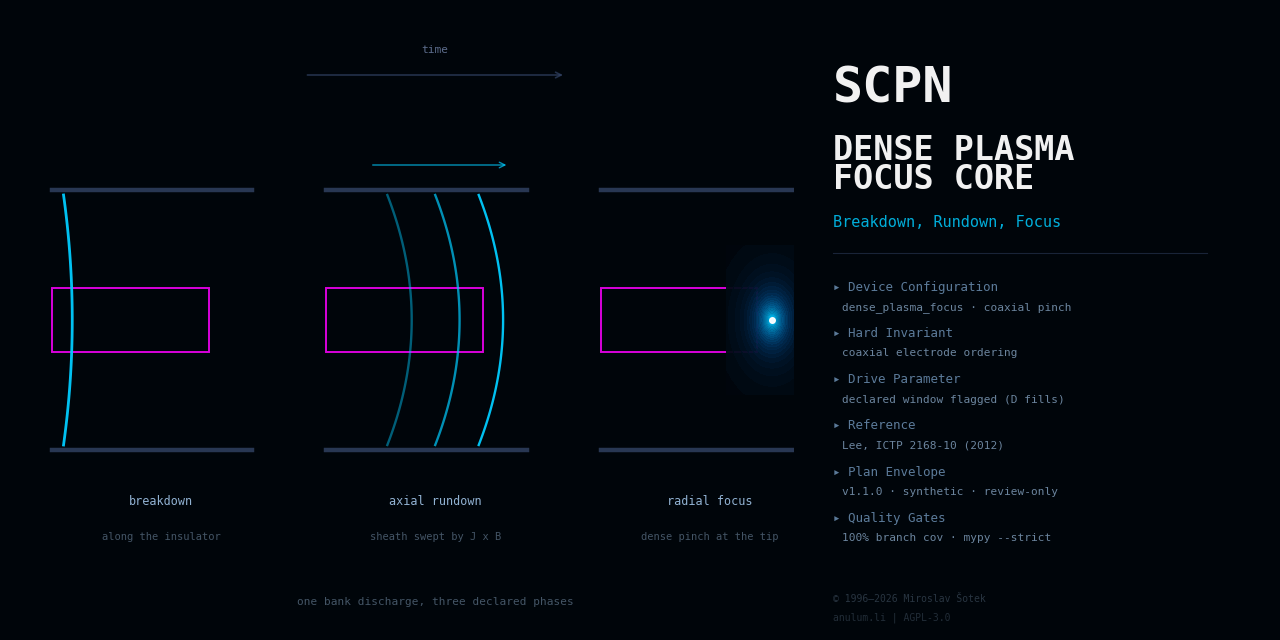 time
breakdown
along the insulator
axial rundown
sheath swept by J x B
radial focus
dense pinch at the tip
one bank discharge, three declared phases
SCPN
DENSE PLASMA
FOCUS CORE
Breakdown, Rundown, Focus
▸ Device Configuration
dense_plasma_focus · coaxial pinch
▸ Hard Invariant
coaxial electrode ordering
▸ Drive Parameter
declared window flagged (D fills)
▸ Reference
Lee, ICTP 2168-10 (2012)
▸ Plan Envelope
v1.1.0 · synthetic · review-only
▸ Quality Gates
100% branch cov · mypy --strict
© 1996–2026 Miroslav Šotek
anulum.li | AGPL-3.0